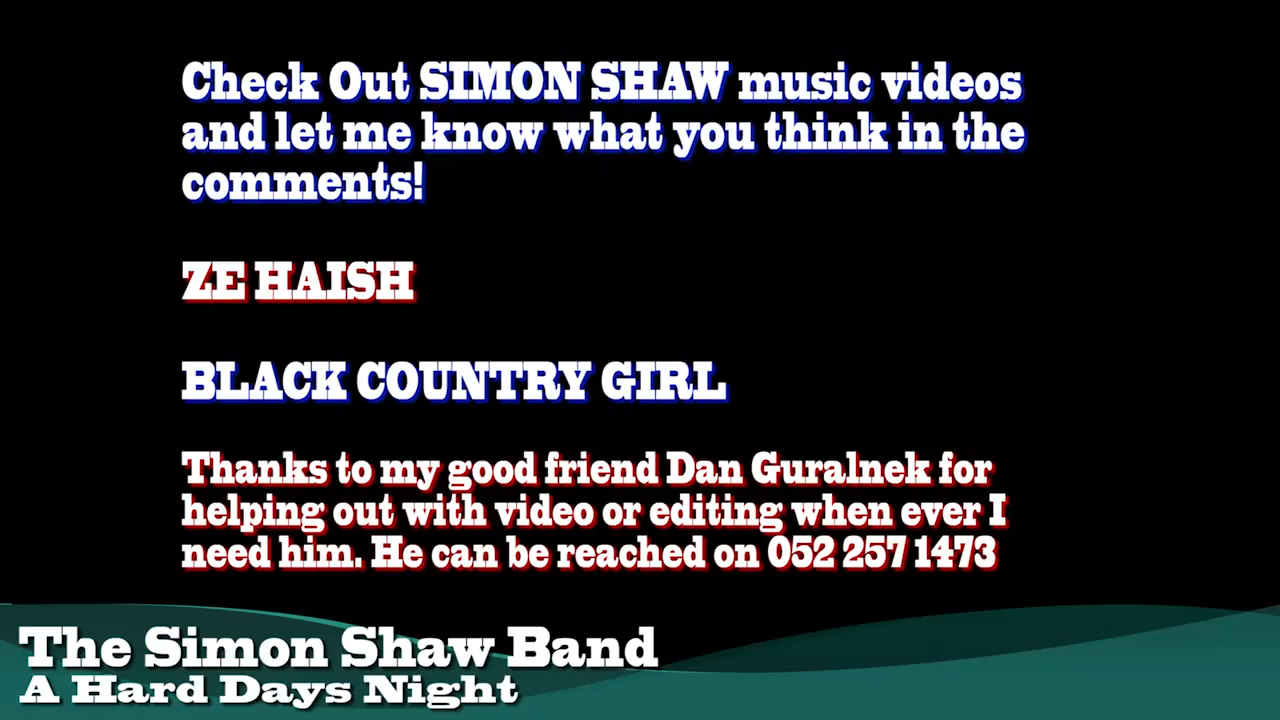 Check Out SIMON SHAW music videos
and let me know what you think in the
comments!
ZE HAISH
BLACK COUNTRY GIRL
Thanks to my good friend Dan Guralnek for
helping out with video or editing when ever I
need him. He can be reached on 052 257 1473
The Simon Shaw Band
A Hard Days Night